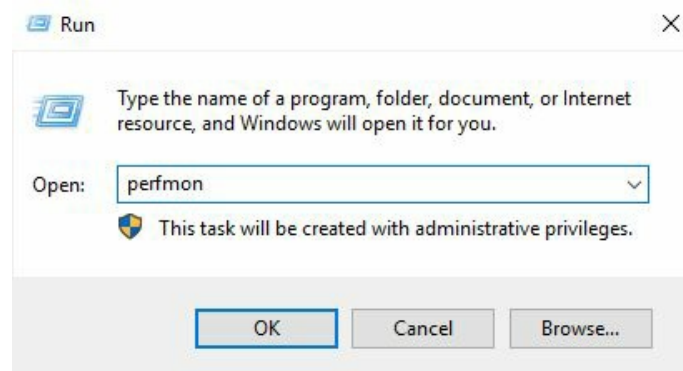 Run
Type the name of a program, folder, document, or Internet
resource, and Windows will open it for you.
Open: perfmon
This task will be created with administrative privileges.
OK Cancel Browse...